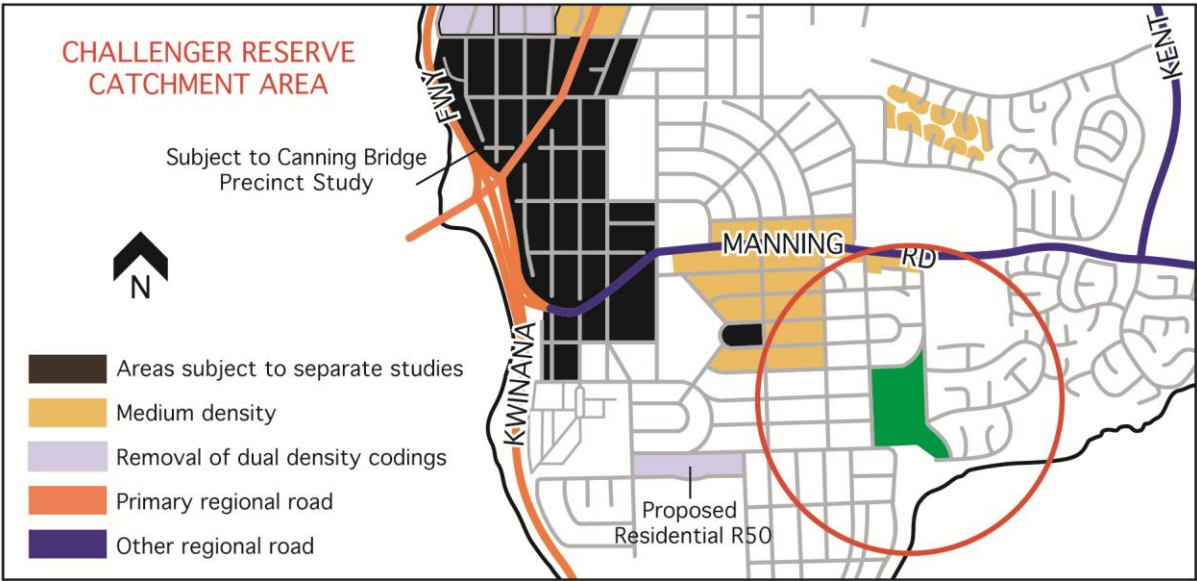 CHALLENGER RESERVE
CATCHMENT AREA
FWY
KENT
Subject to Canning Bridge
Precinct Study
MANNING
RD
N
KWINANA
Areas subject to separate studies
Medium density
Removal of dual density codings
Primary regional road
Other regional road
Proposed
Residential R50